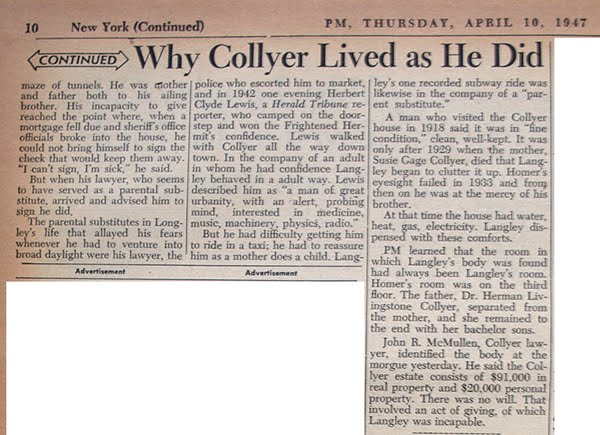 10 New York (Continued) PM, THURSDAY, APRIL 10, 1947
CONTINUED Why Collyer Lived as He Did
maze of tunnels. He was mother
and father both to his ailing
brother. His incapacity to give
reached the point where, when a
mortgage fell due and sheriff's office
officials broke into the house, he
could not bring himself to sign the
check that would keep them away.
"I can't sign, I'm sick," he said.
But when his lawyer, who seems
to have served as a parental sub-
stitute, arrived and advised him to
sign he did.
The parental substitutes in Lang-
ley's life that allayed his fears
whenever he had to venture into
broad daylight were his lawyer, the
Advertisement
police who escorted him to market,
and in 1942 one evening Herbert
Clyde Lewis, a Herald Tribune re-
porter, who camped on the door-
step and won the Frightened Her-
mit's confidence. Lewis walked
with Collyer all the way down
town. In the company of an adult
in whom he had confidence Lang-
ley behaved in a adult way. Lewis
described him as "a man of great
urbanity, with an alert, probing
mind, interested in medicine,
music, machinery, physics, radio."
But he had difficulty getting him
to ride in a taxi; he had to reassure
him as a mother does a child. Lang-
Advertisement
ley's one recorded subway ride was
likewise in the company of a "par-
ent substitute."
A man who visited the Collyer
house in 1918 said it was in "fine
condition," clean, well-kept. It was
only after 1929 when the mother,
Susie Gage Collyer, died that Lang-
ley began to clutter it up. Homer's
eyesight failed in 1933 and from
then on he was at the mercy of his
brother.
At that time the house had water,
heat, gas, electricity. Langley dis-
pensed with these comforts.
PM learned that the room in
which Langley's body was found
had always been Langley's room.
Homer's room was on the third
floor. The father, Dr. Herman Liv-
ingstone Collyer, separated from
the mother, and she remained to
the end with her bachelor sons.
John R. McMullen, Collyer law-
yer, identified the body at the
morgue yesterday. He said the Col-
lyer estate consists of $91,000 in
real property and $20,000 personal
property. There was no will. That
involved an act of giving, of which
Langley was incapable.